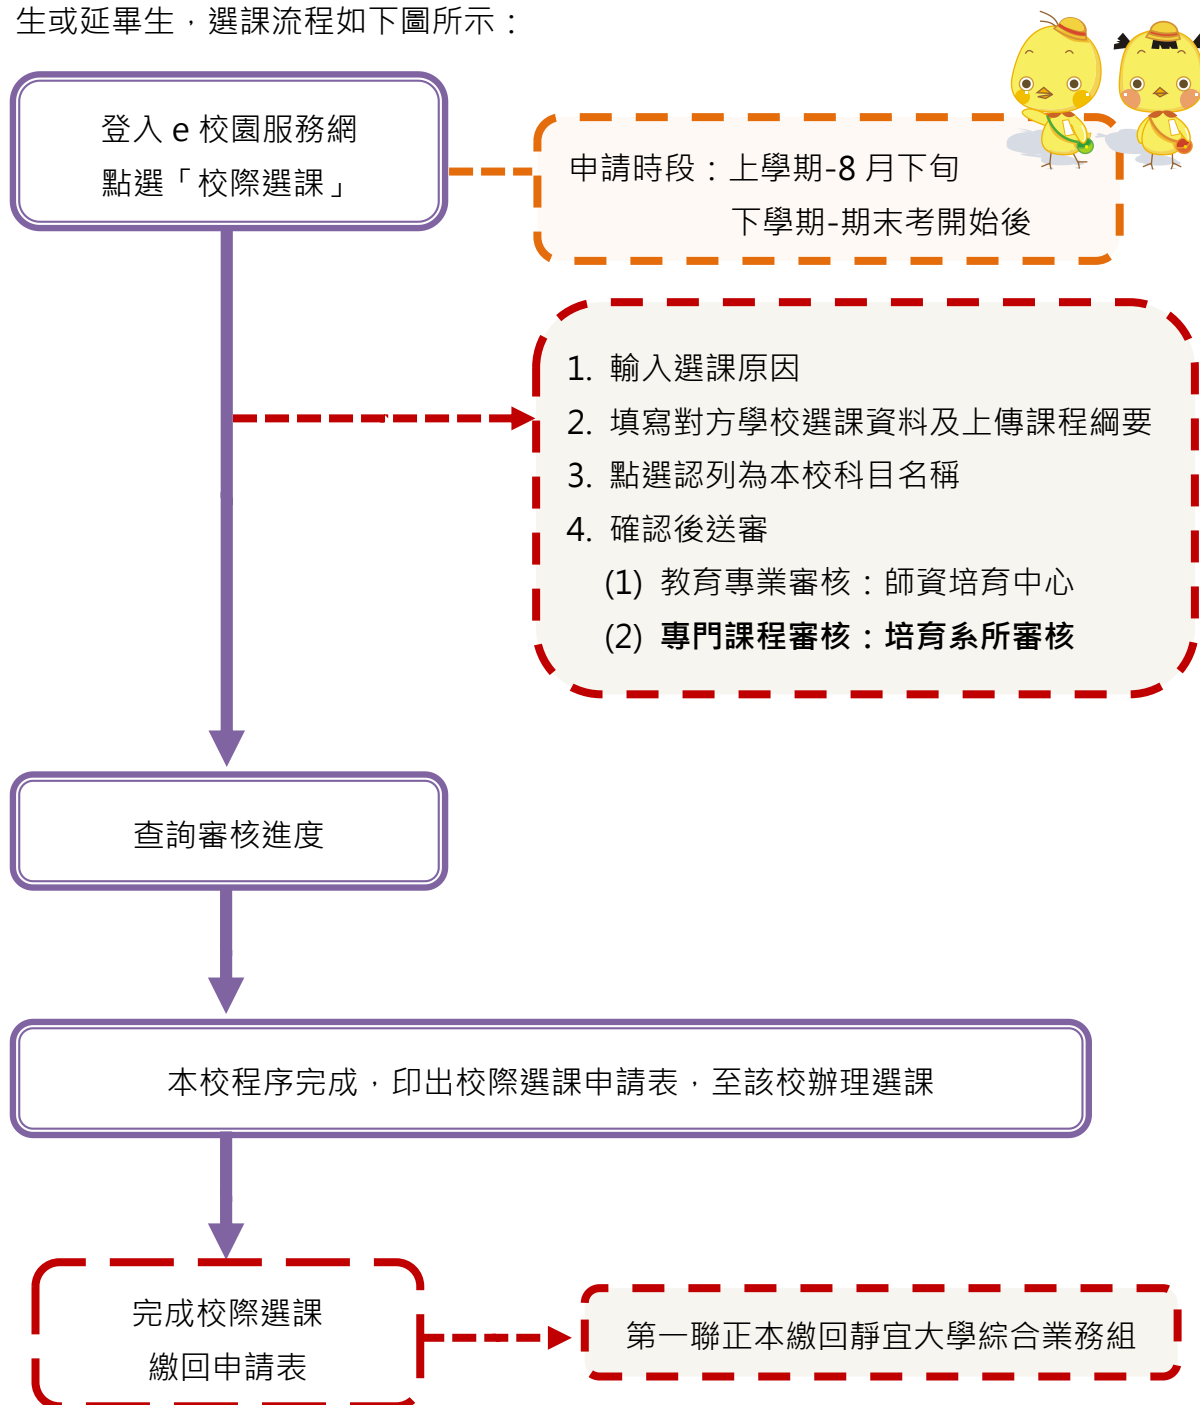 生或延畢生，選課流程如下圖所示：
登入 e 校園服務網
點選「校際選課」
申請時段：上學期-8 月下旬
下學期-期末考開始後
1. 輸入選課原因
2. 填寫對方學校選課資料及上傳課程綱要
3. 點選認列為本校科目名稱
4. 確認後送審
(1) 教育專業審核：師資培育中心
(2) 專門課程審核：培育系所審核
查詢審核進度
本校程序完成，印出校際選課申請表，至該校辦理選課
完成校際選課
繳回申請表
第一聯正本繳回靜宜大學綜合業務組